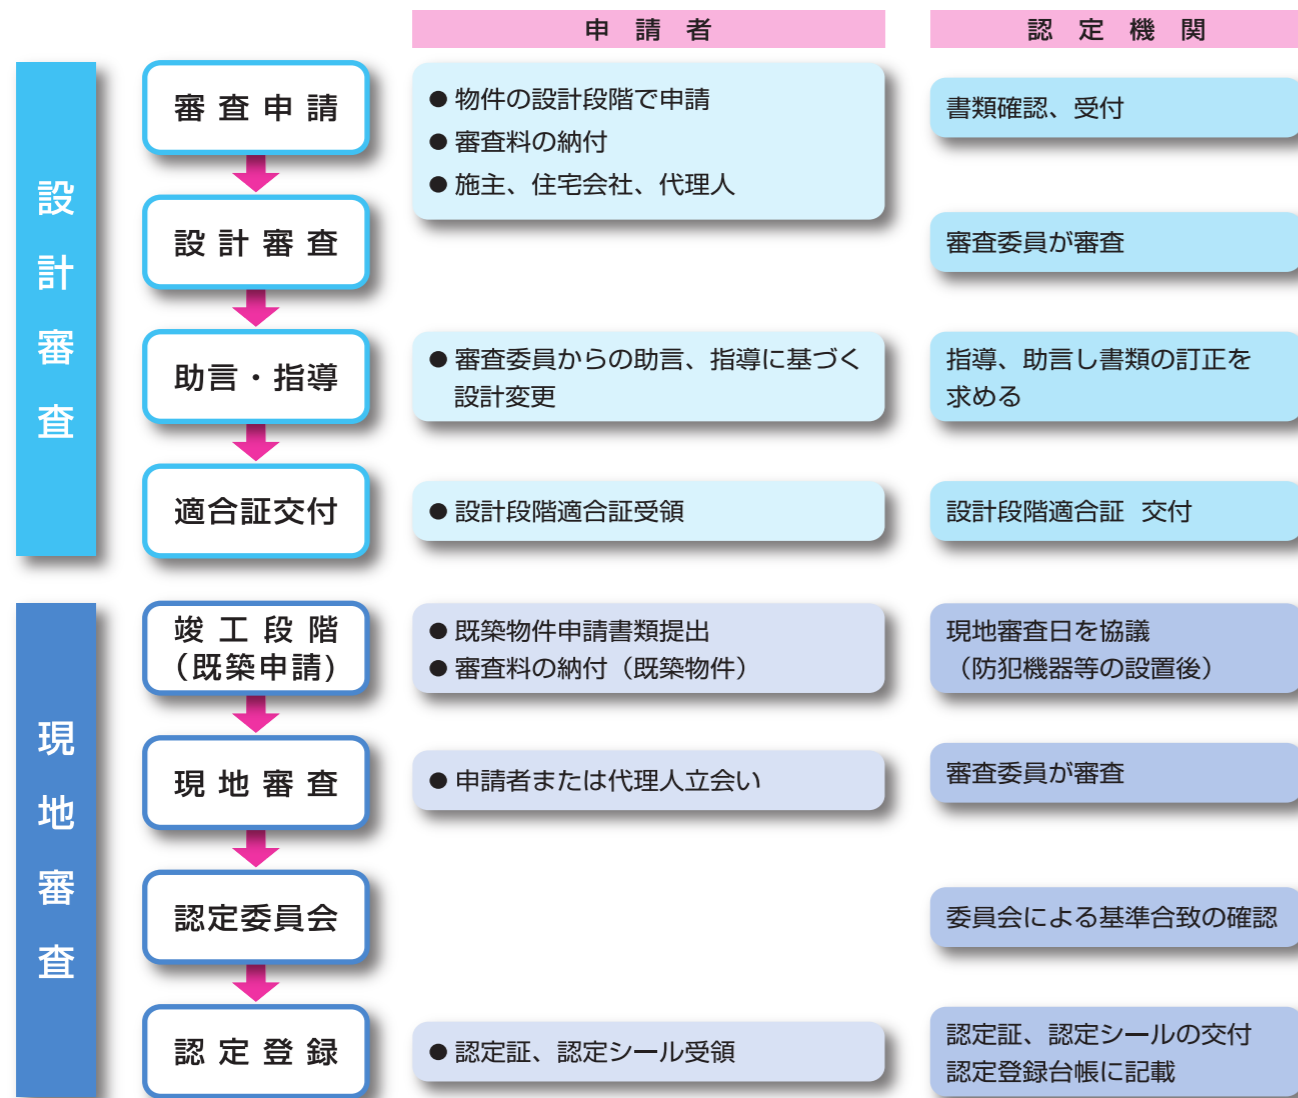 申請者
認定機関
設計審査
審査申請
● 物件の設計段階で申請
● 審査料の納付
● 施主、住宅会社、代理人
書類確認、受付
設計審査
審査委員が審査
助言・指導
● 審査委員からの助言、指導に基づく
設計変更
指導、助言し書類の訂正を
求める
適合証交付
● 設計段階適合証受領
設計段階適合証 交付
現地審査
竣工段階
（既築申請）
● 既築物件申請書類提出
● 審査料の納付（既築物件）
現地審査日を協議
（防犯機器等の設置後）
現地審査
● 申請者または代理人立会い
審査委員が審査
認定委員会
委員会による基準合致の確認
認定登録
● 認定証、認定シール受領
認定証、認定シールの交付
認定登録台帳に記載